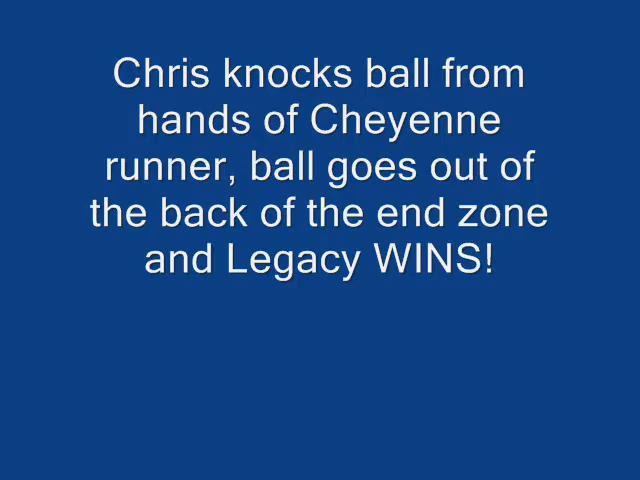 Chris knocks ball from
hands of Cheyenne
runner, ball goes out of
the back of the end zone
and Legacy WINS!